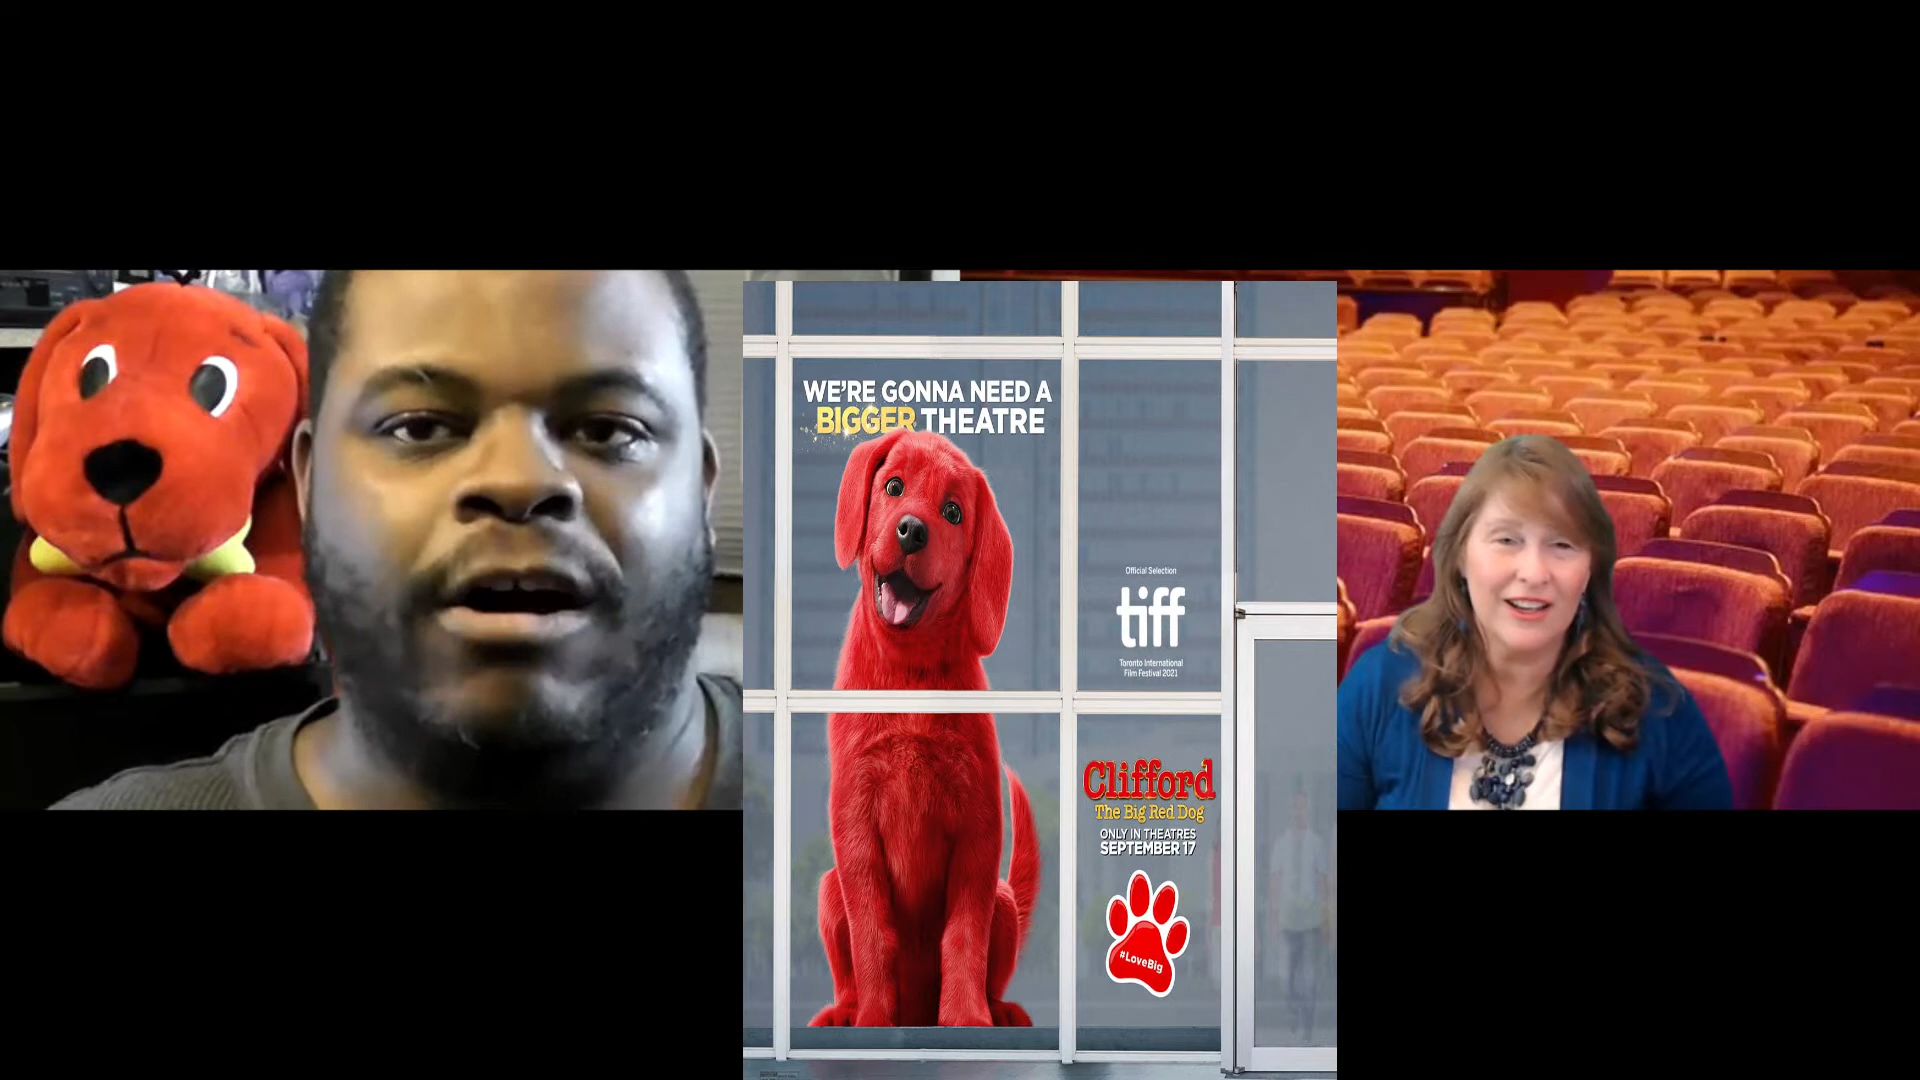 WE'RE GONNA NEED A
BIGGER THEATRE
Official Selection
tiff
Toronto International
Film Festival 2021
Clifford
The Big Red Dog
ONLY IN THEATRES
SEPTEMBER 17
#LoveBig